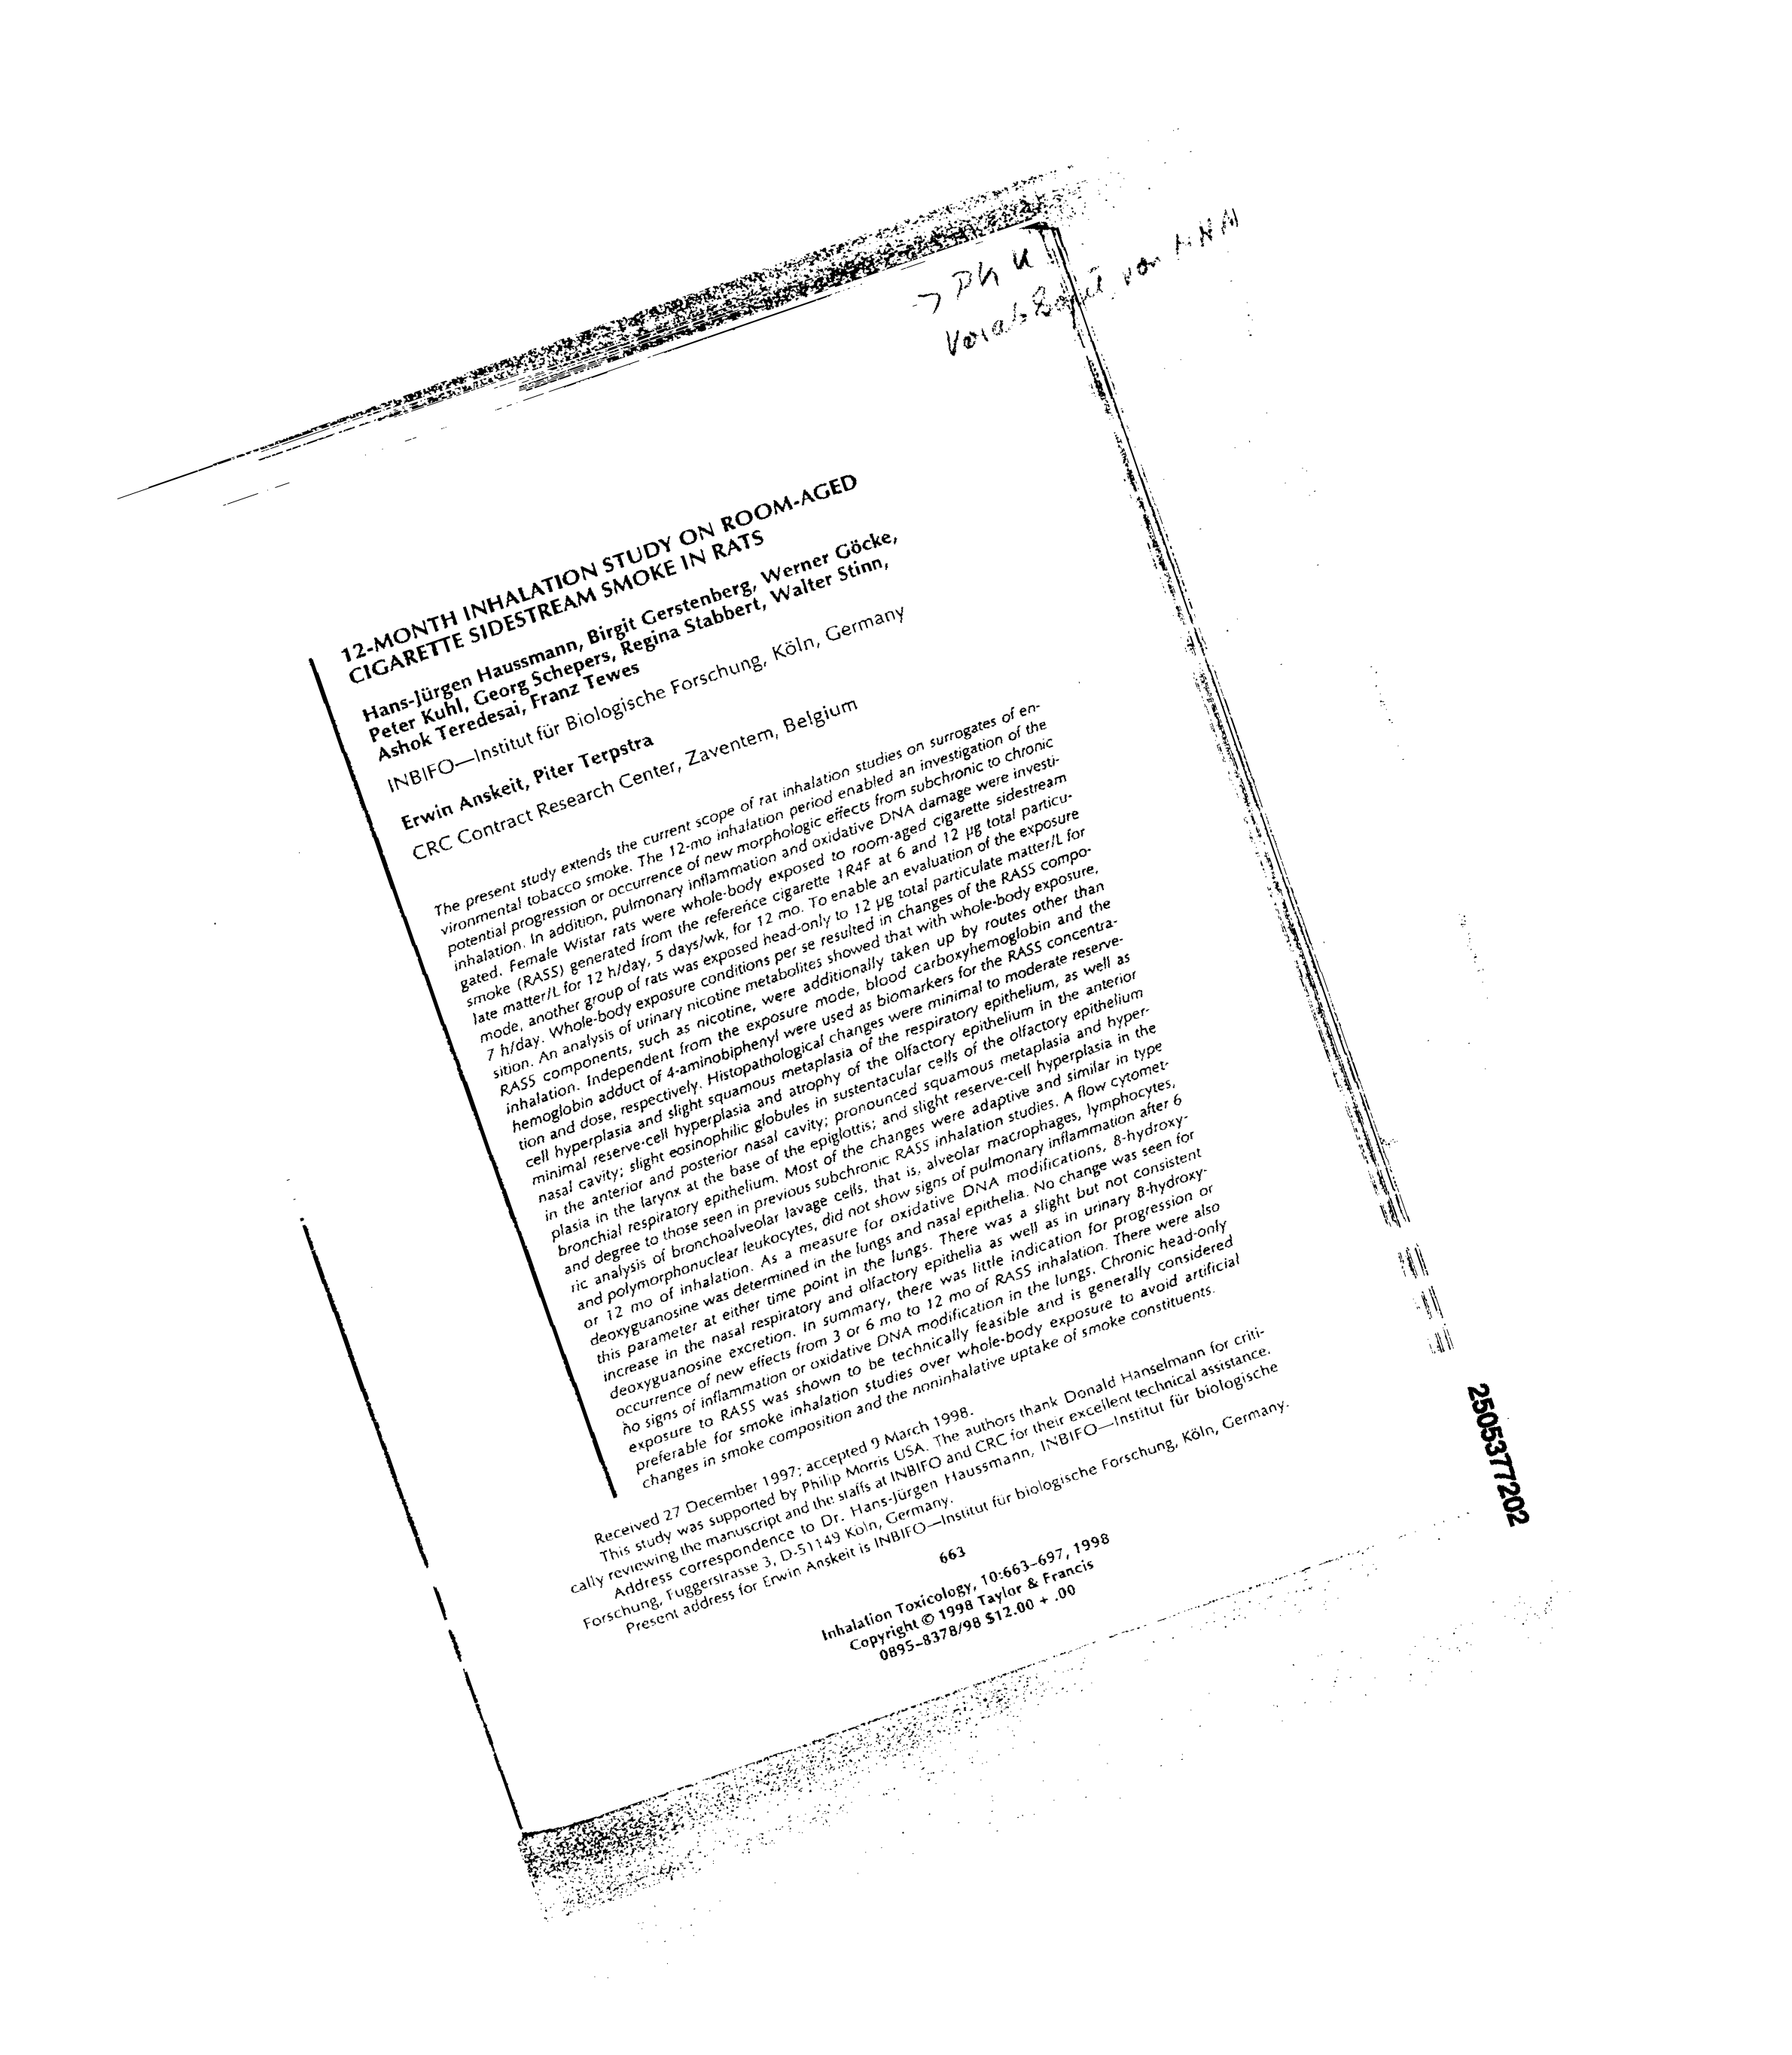 → PK u
von
12-MONTH INHALATION STUDY ON ROOM-AGED
CIGARETTE SIDESTREAM SMOKE IN RATS
Hans-Jürgen Haussmann, Birgit Gerstenberg, Werner Göcke,
Peter Kuhl, Georg Schepers, Regina Stabbert, Walter Stinn,
Ashok Teredesai, Franz Tewes
INBIFO—Institut für Biologische Forschung, Köln, Germany
Erwin Anskeit, Piter Terpstra
CRC Contract Research Center, Zaventem, Belgium
The present study extends the current scope of rat inhalation studies on surrogates of en-
vironmental tobacco smoke. The 12-mo inhalation period enabled an investigation of the
potential progression or occurrence of new morphologic effects from subchronic to chronic
inhalation. In addition, pulmonary inflammation and oxidative DNA damage were investi-
gated. Female Wistar rats were whole-body exposed to room-aged cigarette sidestream
smoke (RASS) generated from the reference cigarette 1R4F at 6 and 12 µg total particu-
late matter/L for 12 h/day, 5 days/wk, for 12 mo. To enable an evaluation of the exposure
mode, another group of rats was exposed head-only to 12 µg total particulate matter/L for
7 h/day. Whole-body exposure conditions per se resulted in changes of the RASS compo-
sition. An analysis of urinary nicotine metabolites showed that with whole-body exposure,
RASS components, such as nicotine, were additionally taken up by routes other than
inhalation. Independent from the exposure mode, blood carboxyhemoglobin and the
hemoglobin adduct of 4-aminobiphenyl were used as biomarkers for the RASS concentra-
tion and dose, respectively. Histopathological changes were minimal to moderate reserve-
cell hyperplasia and slight squamous metaplasia of the respiratory epithelium, as well as
minimal reserve-cell hyperplasia and atrophy of the olfactory epithelium in the anterior
nasal cavity; slight eosinophilic globules in sustentacular cells of the olfactory epithelium
in the anterior and posterior nasal cavity; pronounced squamous metaplasia and hyper-
plasia in the larynx at the base of the epiglottis; and slight reserve-cell hyperplasia in the
bronchial respiratory epithelium. Most of the changes were adaptive and similar in type
and degree to those seen in previous subchronic RASS inhalation studies. A flow cytomet-
ric analysis of bronchoalveolar lavage cells, that is, alveolar macrophages, lymphocytes,
and polymorphonuclear leukocytes, did not show signs of pulmonary inflammation after 6
or 12 mo of inhalation. As a measure for oxidative DNA modifications, 8-hydroxy-
deoxyguanosine was determined in the lungs and nasal epithelia. No change was seen for
this parameter at either time point in the lungs. There was a slight but not consistent
increase in the nasal respiratory and olfactory epithelia as well as in urinary 8-hydroxy-
deoxyguanosine excretion. In summary, there was little indication for progression or
occurrence of new effects from 3 or 6 mo to 12 mo of RASS inhalation. There were also
no signs of inflammation or oxidative DNA modification in the lungs. Chronic head-only
exposure to RASS was shown to be technically feasible and is generally considered
preferable for smoke inhalation studies over whole-body exposure to avoid artificial
changes in smoke composition and the noninhalative uptake of smoke constituents.
Received 27 December 1997; accepted 9 March 1998.
This study was supported by Philip Morris USA. The authors thank Donald Hanselmann for criti-
cally reviewing the manuscript and the staffs at INBIFO and CRC for their excellent technical assistance.
Address correspondence to Dr. Hans-Jürgen Haussmann, INBIFO—Institut für biologische
Forschung, Fuggerstrasse 3, D-51149 Köln, Germany.
Present address for Erwin Anskeit is INBIFO—Institut für biologische Forschung, Köln, Germany.
663
Inhalation Toxicology, 10:663–697, 1998
Copyright © 1998 Taylor & Francis
0895–8378/98 $12.00 + .00
2505377202